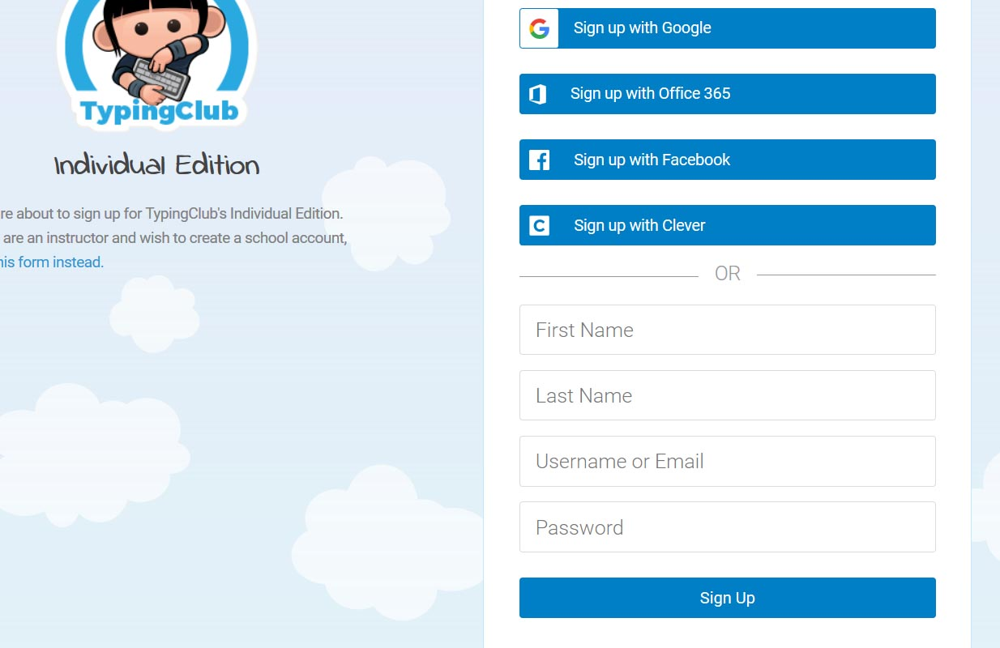 TypingClub
Individual Edition
re about to sign up for TypingClub's Individual Edition.
are an instructor and wish to create a school account,
his form instead.
Sign up with Google
Sign up with Office 365
Sign up with Facebook
Sign up with Clever
OR
First Name
Last Name
Username or Email
Password
Sign Up